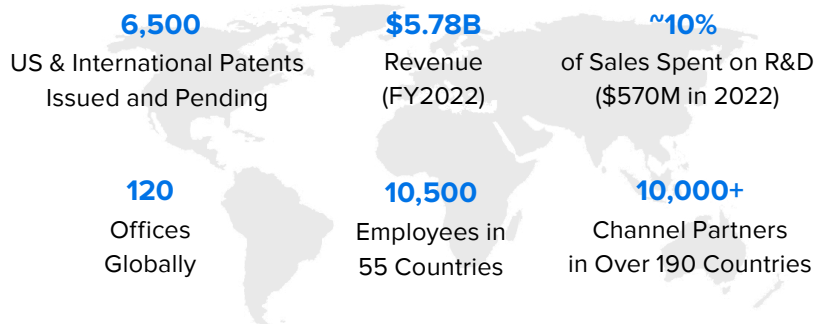 6,500
US & International Patents
Issued and Pending
$5.78B
Revenue
(FY2022)
~10%
of Sales Spent on R&D
($570M in 2022)
120
Offices
Globally
10,500
Employees in
55 Countries
10,000+
Channel Partners
in Over 190 Countries